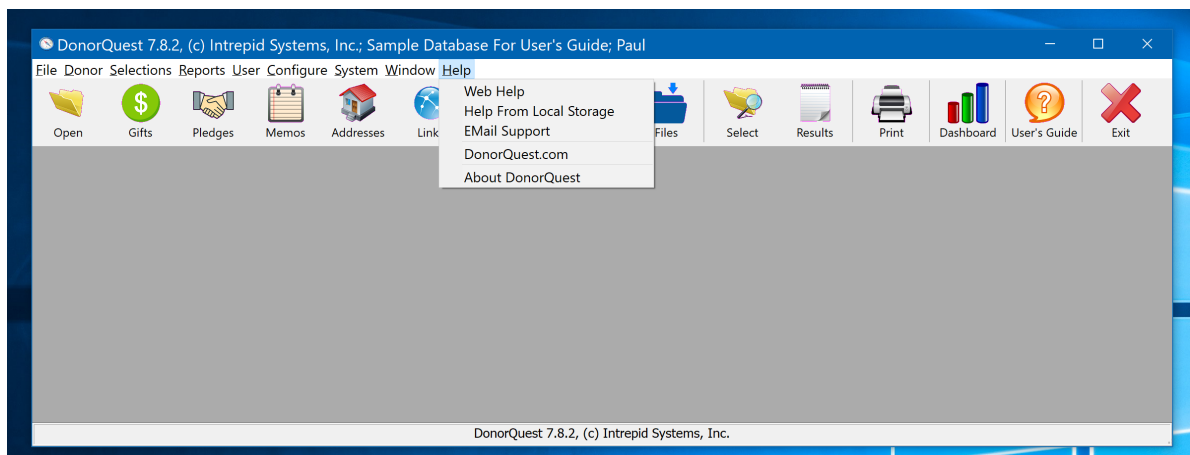 DonorQuest 7.8.2, (c) Intrepid Systems, Inc.; Sample Database For User's Guide; Paul
File Donor Selections Reports User Configure System Window Help
Web Help
Help From Local Storage
EMail Support
DonorQuest.com
About DonorQuest
Open Gifts Pledges Memos Addresses Link Files Select Results Print Dashboard User's Guide Exit
DonorQuest 7.8.2, (c) Intrepid Systems, Inc.